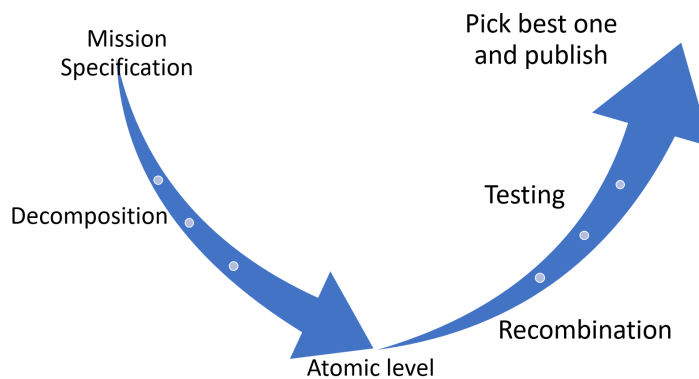 Mission
Specification
Decomposition
Atomic level
Recombination
Testing
Pick best one
and publish